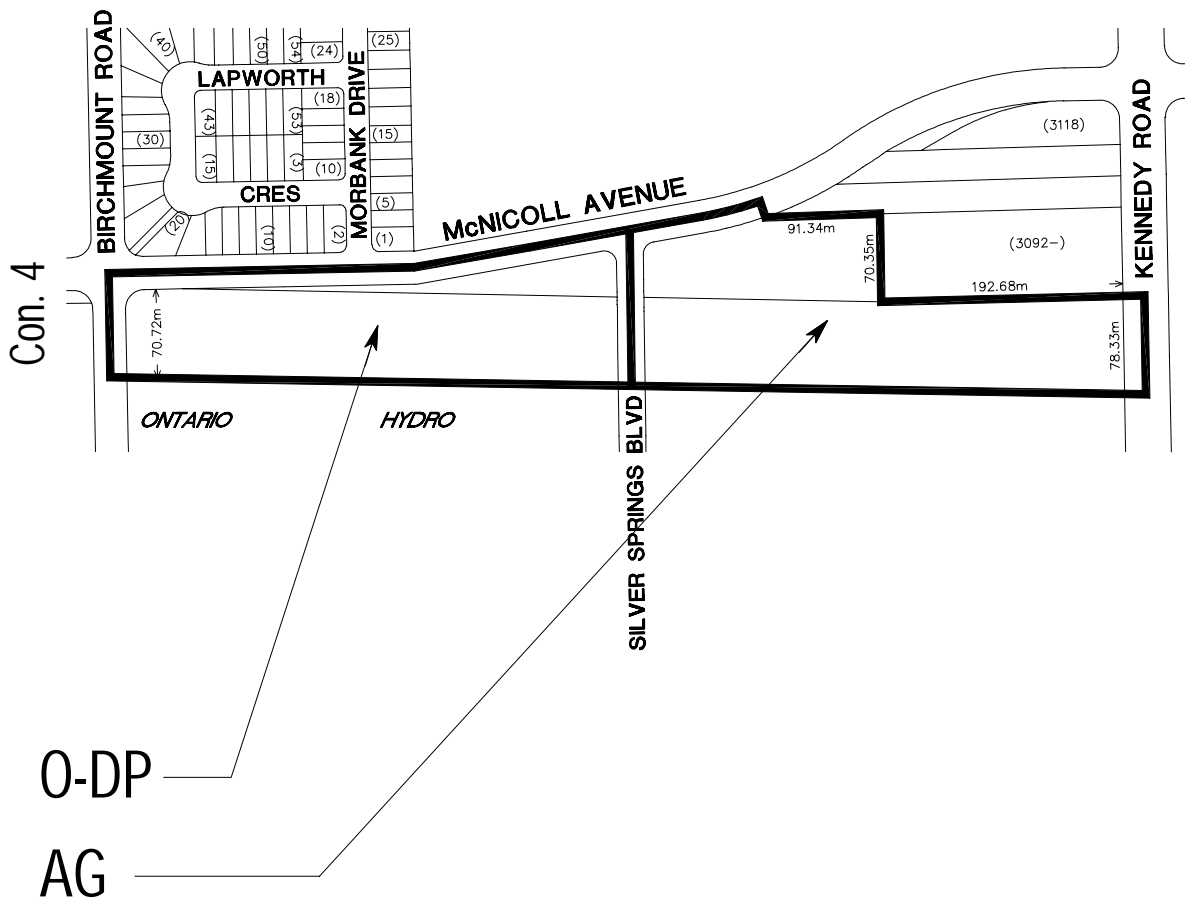 BIRCHMOUNT ROAD
(40)
(50)
(54)
(24)
(25)
LAPWORTH
MORBANK DRIVE
(18)
(43)
(53)
(30)
(15)
(15)
(3)
(10)
CRES
(5)
(20)
(10)
(2)
(1)
McNICOLL AVENUE
(3118)
KENNEDY ROAD
91.34m
70.35m
(3092-)
192.68m
Con. 4
70.72m
78.33m
ONTARIO HYDRO
SILVER SPRINGS BLVD
O-DP
AG